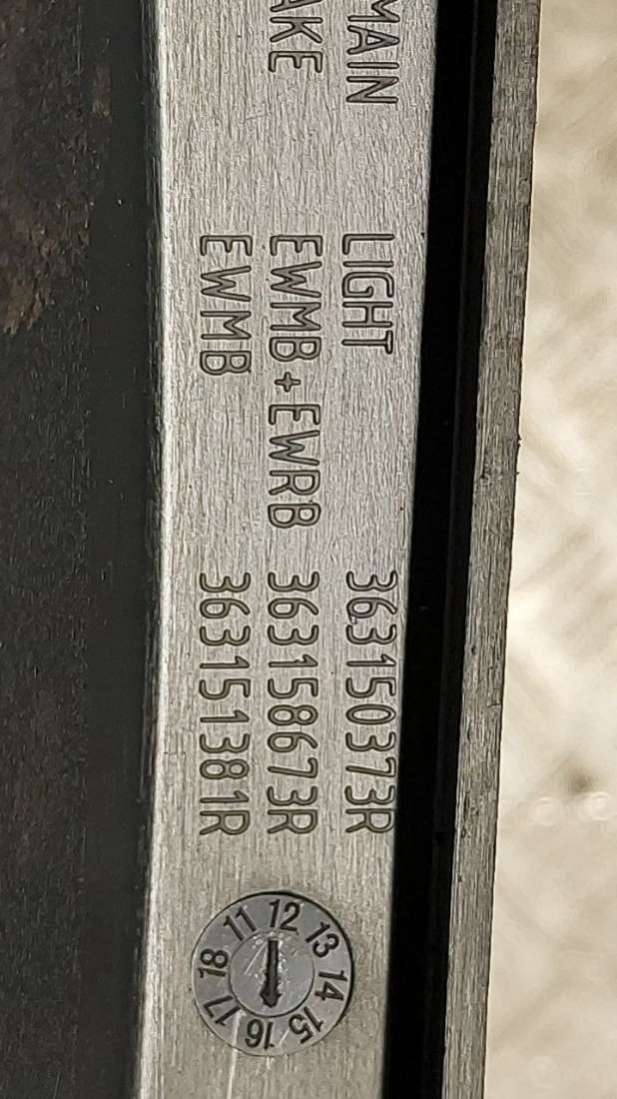 MAIN LIGHT 363150373R
AKE EWMB+EWRB 363158673R
EWMB 363151381R
11 12 13 14 15 16 17 18